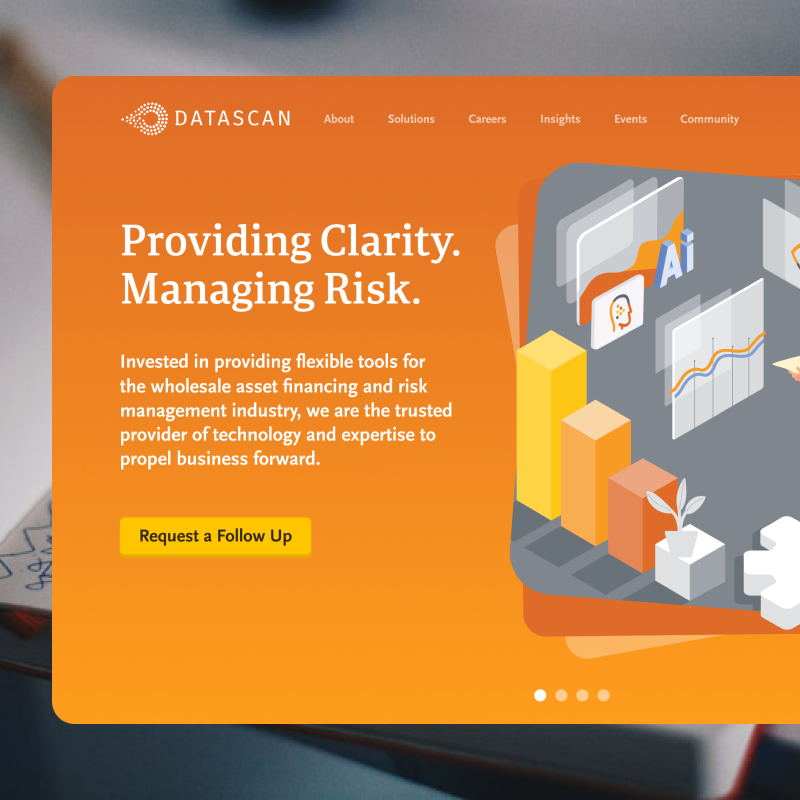 DATASCAN
About Solutions Careers Insights Events Community
Providing Clarity.
Managing Risk.
Invested in providing flexible tools for
the wholesale asset financing and risk
management industry, we are the trusted
provider of technology and expertise to
propel business forward.
Request a Follow Up
Ai